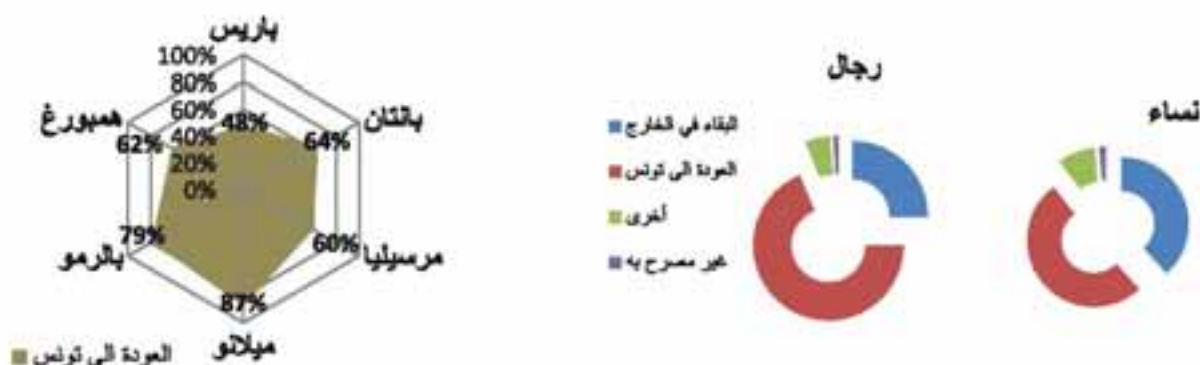 باريس
100%
80%
60%
40%
20%
0%
48%
بانتان
64%
مرسيليا
60%
ميلانو
87%
بالرمو
79%
همبورغ
62%
العودة الى تونس
رجال
البقاء في الخارج
العودة الى تونس
أخرى
غير مصرح به
نساء